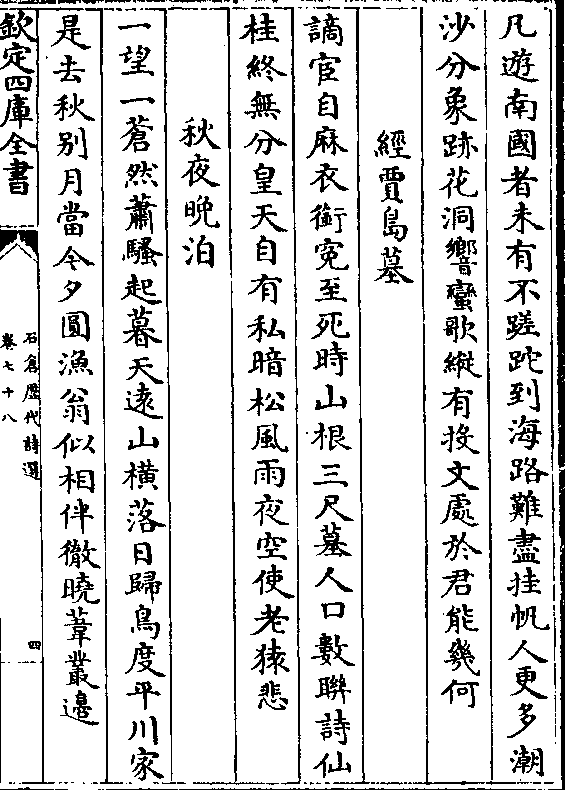 凡遊南國者未有不蹉跎到海路難盡挂帆人更多潮
沙分象跡花洞響蠻歌縱有投文處於君能幾何
經賈島墓
謫宦自麻衣銜寃至死時山根三尺墓人口數聯詩仙
桂終無分皇天自有私暗松風雨夜空使老猿悲
秋夜晚泊
一望一蒼然蕭騷起暮天遠山橫落日歸鳥度平川家
是去秋别月當今夕圓漁翁似相伴徹曉葦叢邊
欽定四庫全書
石倉歷代詩選
卷七十八
四